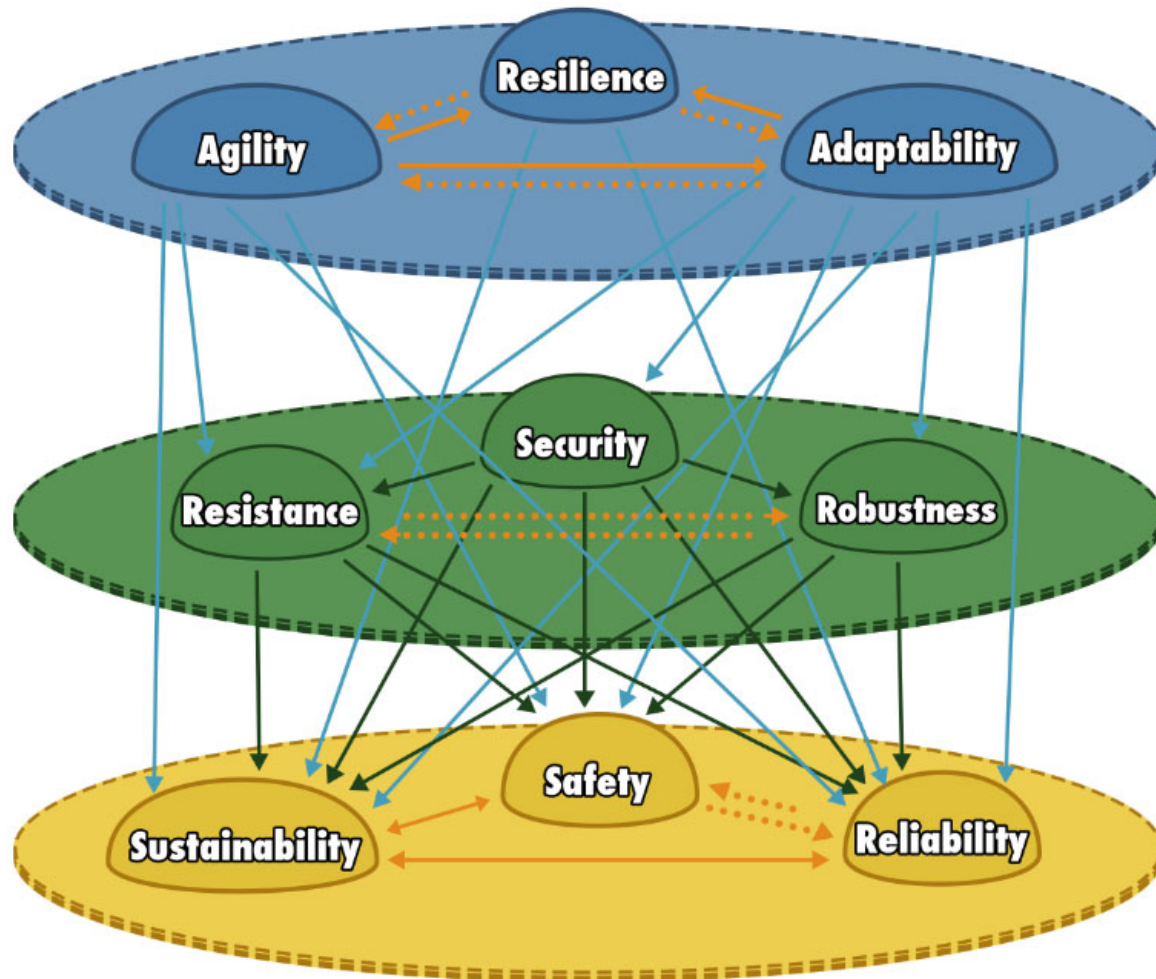 Resilience
Agility
Adaptability
Security
Resistance
Robustness
Safety
Sustainability
Reliability